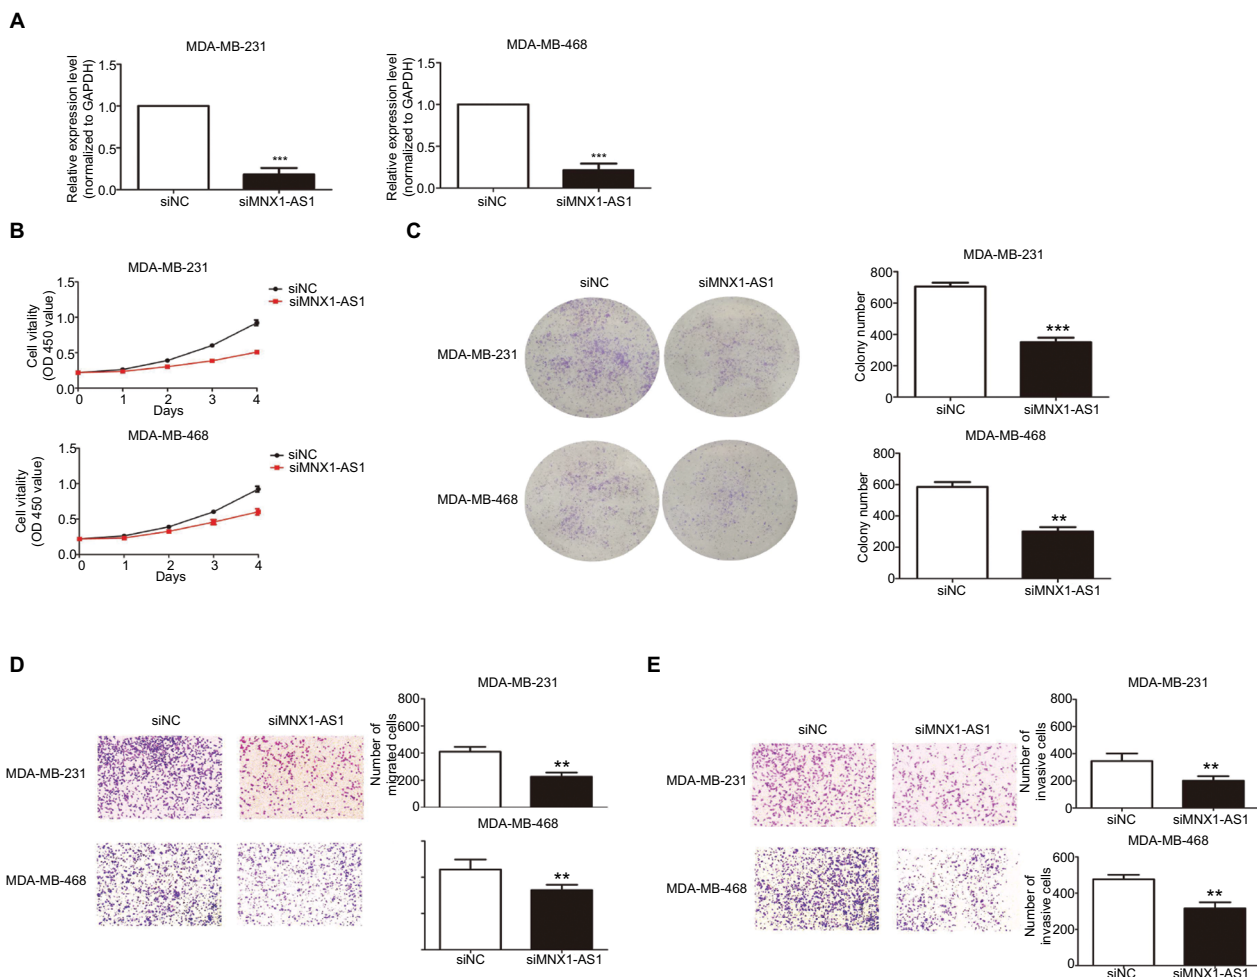 A
MDA-MB-231
Relative expression level
(normalized to GAPDH)
1.5
1.0
0.5
0.0
***
siNC
siMNX1-AS1
MDA-MB-468
Relative expression level
(normalized to GAPDH)
1.5
1.0
0.5
0.0
***
siNC
siMNX1-AS1
B
MDA-MB-231
Cell vitality
(OD 450 value)
1.5
1.0
0.5
0.0
0 1 2 3 4
Days
siNC
siMNX1-AS1
MDA-MB-468
Cell vitality
(OD 450 value)
1.5
1.0
0.5
0.0
0 1 2 3 4
Days
siNC
siMNX1-AS1
C
siNC
siMNX1-AS1
MDA-MB-231
MDA-MB-468
MDA-MB-231
Colony number
800
600
400
200
0
***
siNC
siMNX1-AS1
MDA-MB-468
Colony number
800
600
400
200
0
**
siNC
siMNX1-AS1
D
siNC
siMNX1-AS1
MDA-MB-231
MDA-MB-468
MDA-MB-231
Number of
migrated cells
800
600
400
200
0
**
MDA-MB-468
**
siNC
siMNX1-AS1
E
siNC
siMNX1-AS1
MDA-MB-231
MDA-MB-468
MDA-MB-231
Number of
invasive cells
800
600
400
200
0
**
siNC
siMNX1-AS1
MDA-MB-468
Number of
invasive cells
600
400
200
0
**
siNC
siMNX1-AS1